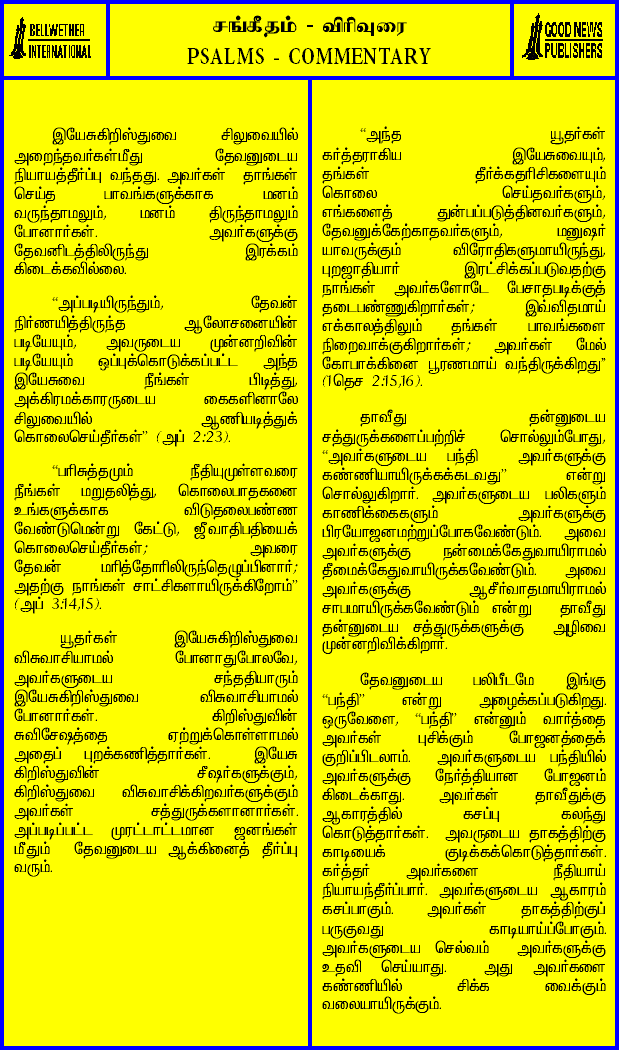 BELLWETHER
INTERNATIONAL
சங்கீதம் - விரிவுரை
PSALMS - COMMENTARY
GOOD NEWS
PUBLISHERS
இயேசுகிறிஸ்துவை சிலுவையில்
அறைந்தவர்கள்மீது தேவனுடைய
நியாயத்தீர்ப்பு வந்தது. அவர்கள் தாங்கள்
செய்த பாவங்களுக்காக மனம்
வருந்தாமலும், மனம் திருந்தாமலும்
போனார்கள். அவர்களுக்கு
தேவனிடத்திலிருந்து இரக்கம்
கிடைக்கவில்லை.
“அப்படியிருந்தும், தேவன்
நிர்ணயித்திருந்த ஆலோசனையின்
படியேயும், அவருடைய முன்னறிவின்
படியேயும் ஒப்புக்கொடுக்கப்பட்ட அந்த
இயேசுவை நீங்கள் பிடித்து,
அக்கிரமக்காரருடைய கைகளினாலே
சிலுவையில் ஆணியடித்துக்
கொலைசெய்தீர்கள்” (அப் 2:23).
“பரிசுத்தமும் நீதியுமுள்ளவரை
நீங்கள் மறுதலித்து, கொலைபாதகனை
உங்களுக்காக விடுதலைபண்ண
வேண்டுமென்று கேட்டு, ஜீவாதிபதியைக்
கொலைசெய்தீர்கள்; அவரை
தேவன் மரித்தோரிலிருந்தெழுப்பினார்;
அதற்கு நாங்கள் சாட்சிகளாயிருக்கிறோம்”
(அப் 3:14,15).
யூதர்கள் இயேசுகிறிஸ்துவை
விசுவாசியாமல் போனாதுபோலவே,
அவர்களுடைய சந்ததியாரும்
இயேசுகிறிஸ்துவை விசுவாசியாமல்
போனார்கள். கிறிஸ்துவின்
சுவிசேஷத்தை ஏற்றுக்கொள்ளாமல்
அதைப் புறக்கணித்தார்கள். இயேசு
கிறிஸ்துவின் சீஷர்களுக்கும்,
கிறிஸ்துவை விசுவாசிக்கிறவர்களுக்கும்
அவர்கள் சத்துருக்களானார்கள்.
அப்படிப்பட்ட முரட்டாட்டமான ஜனங்கள்
மீதும் தேவனுடைய ஆக்கினைத் தீர்ப்பு
வரும்.
“அந்த யூதர்கள்
கர்த்தராகிய இயேசுவையும்,
தங்கள் தீர்க்கதரிசிகளையும்
கொலை செய்தவர்களும்,
எங்களைத் துன்பப்படுத்தினவர்களும்,
தேவனுக்கேற்காதவர்களும், மனுஷர்
யாவருக்கும் விரோதிகளுமாயிருந்து,
புறஜாதியார் இரட்சிக்கப்படுவதற்கு
நாங்கள் அவர்களோடே பேசாதபடிக்குத்
தடைபண்ணுகிறார்கள்; இவ்விதமாய்
எக்காலத்திலும் தங்கள் பாவங்களை
நிறைவாக்குகிறார்கள்; அவர்கள் மேல்
கோபாக்கினை பூரணமாய் வந்திருக்கிறது”
(1தெச 2:15,16).
தாவீது தன்னுடைய
சத்துருக்களைப்பற்றிச் சொல்லும்போது,
“அவர்களுடைய பந்தி அவர்களுக்கு
கண்ணியாயிருக்கக்கடவது” என்று
சொல்லுகிறார். அவர்களுடைய பலிகளும்
காணிக்கைகளும் அவர்களுக்கு
பிரயோஜனமற்றுப்போகவேண்டும். அவை
அவர்களுக்கு நன்மைக்கேதுவாயிராமல்
தீமைக்கேதுவாயிருக்கவேண்டும். அவை
அவர்களுக்கு ஆசீர்வாதமாயிராமல்
சாபமாயிருக்கவேண்டும் என்று தாவீது
தன்னுடைய சத்துருக்களுக்கு அழிவை
முன்னறிவிக்கிறார்.
தேவனுடைய பலிபீடமே இங்கு
“பந்தி” என்று அழைக்கப்படுகிறது.
ஒருவேளை, “பந்தி” என்னும் வார்த்தை
அவர்கள் புசிக்கும் போஜனத்தைக்
குறிப்பிடலாம். அவர்களுடைய பந்தியில்
அவர்களுக்கு நேர்த்தியான போஜனம்
கிடைக்காது. அவர்கள் தாவீதுக்கு
ஆகாரத்தில் கசப்பு கலந்து
கொடுத்தார்கள். அவருடைய தாகத்திற்கு
காடியைக் குடிக்கக்கொடுத்தார்கள்.
கர்த்தர் அவர்களை நீதியாய்
நியாயந்தீர்ப்பார். அவர்களுடைய ஆகாரம்
கசப்பாகும். அவர்கள் தாகத்திற்குப்
பருகுவது காடியாய்ப்போகும்.
அவர்களுடைய செல்வம் அவர்களுக்கு
உதவி செய்யாது. அது அவர்களை
கண்ணியில் சிக்க வைக்கும்
வலையாயிருக்கும்.